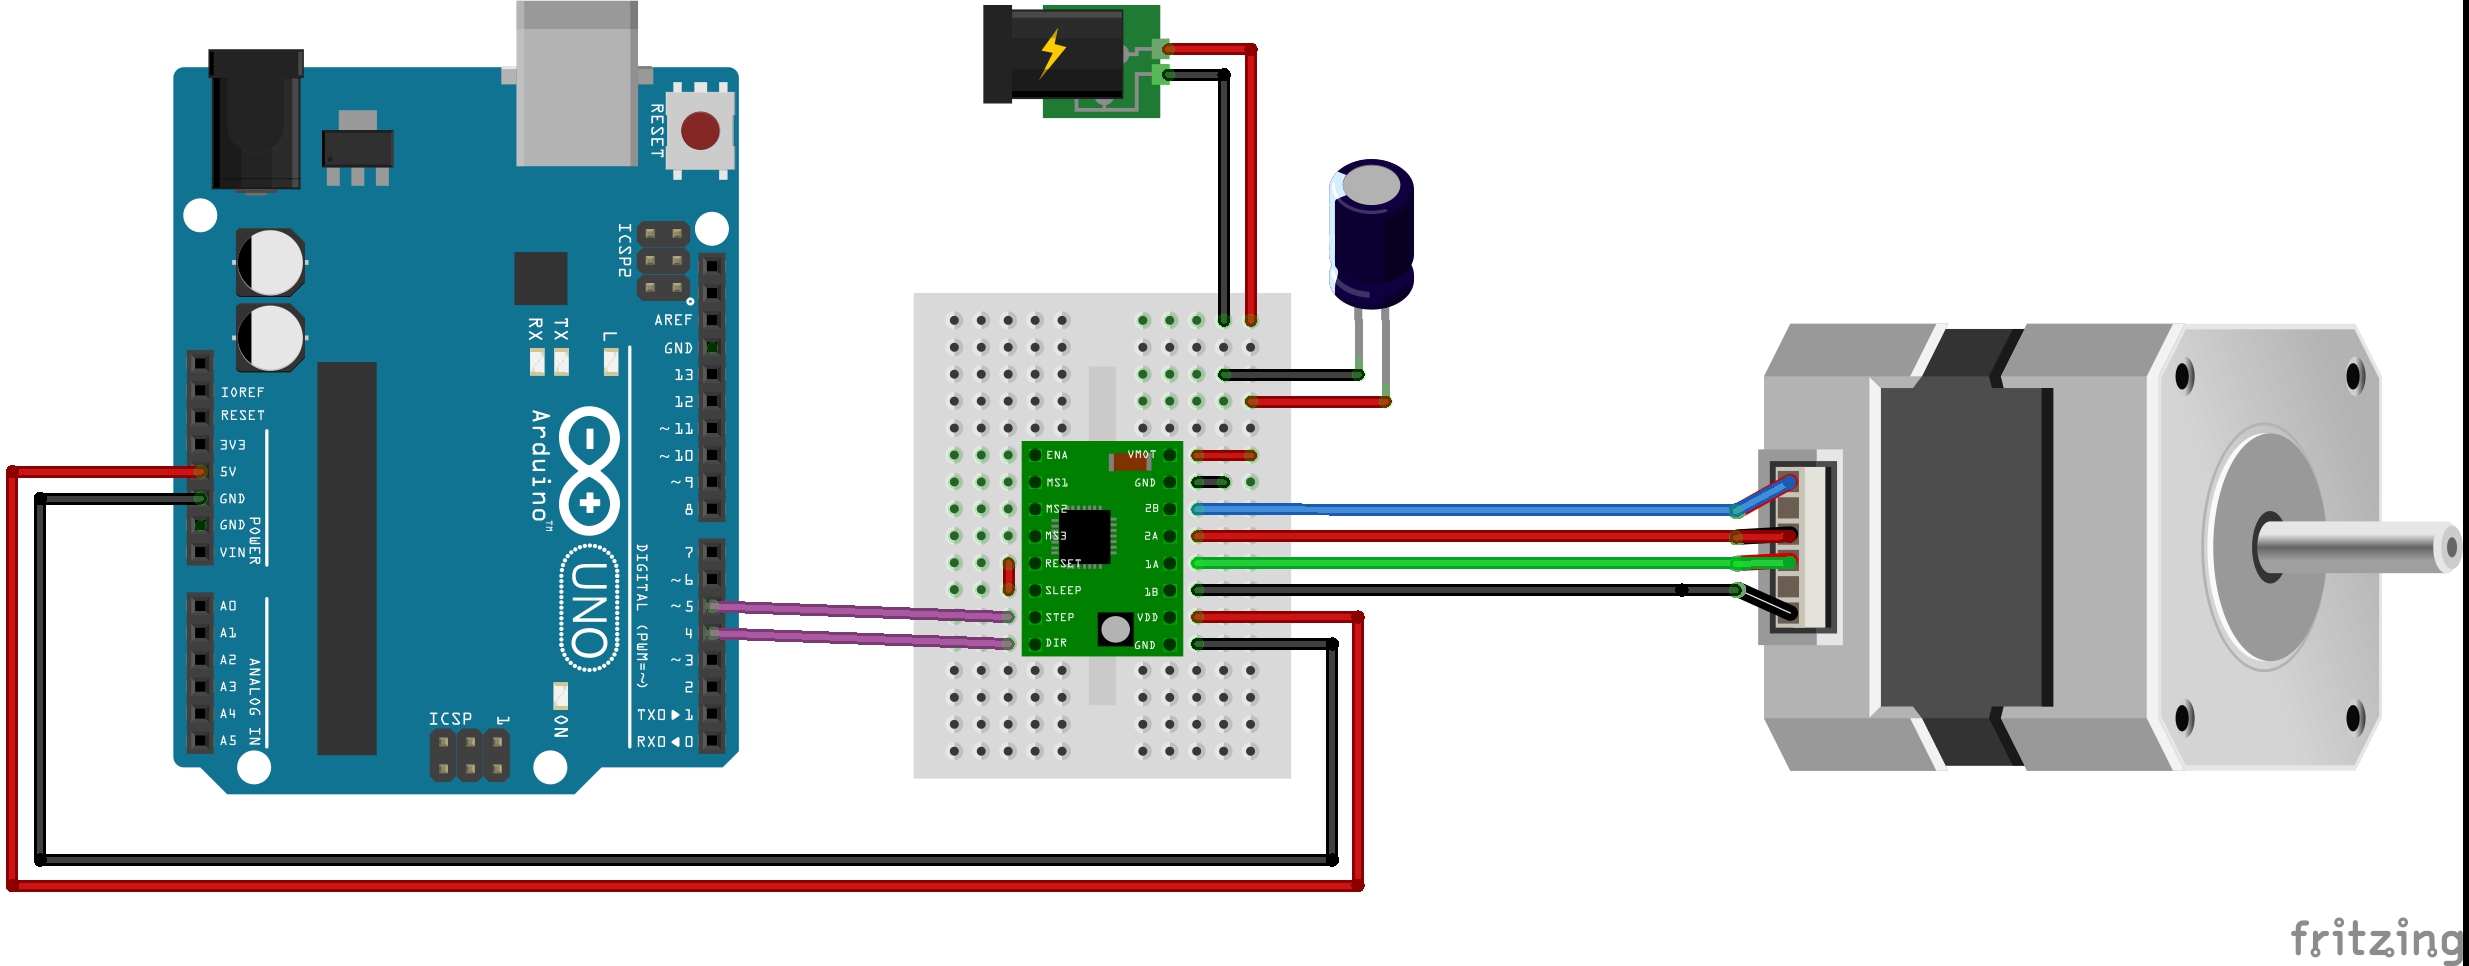 RESET
ICSP2
AREF
GND
13
12
~11
~10
~9
8
RX
TX
L
IOREF
RESET
3V3
5V
GND
GND
VIN
POWER
Arduino™
UNO
7
~6
~5
4
~3
2
TX0▶1
RX0◀0
DIGITAL (PWM=~)
A0
A1
A2
A3
A4
A5
ANALOG IN
ICSP
1
ON
ENA
MS1
MS2
MS3
RESET
SLEEP
STEP
DIR
VMOT
GND
2B
2A
1A
1B
VDD
GND
fritzing